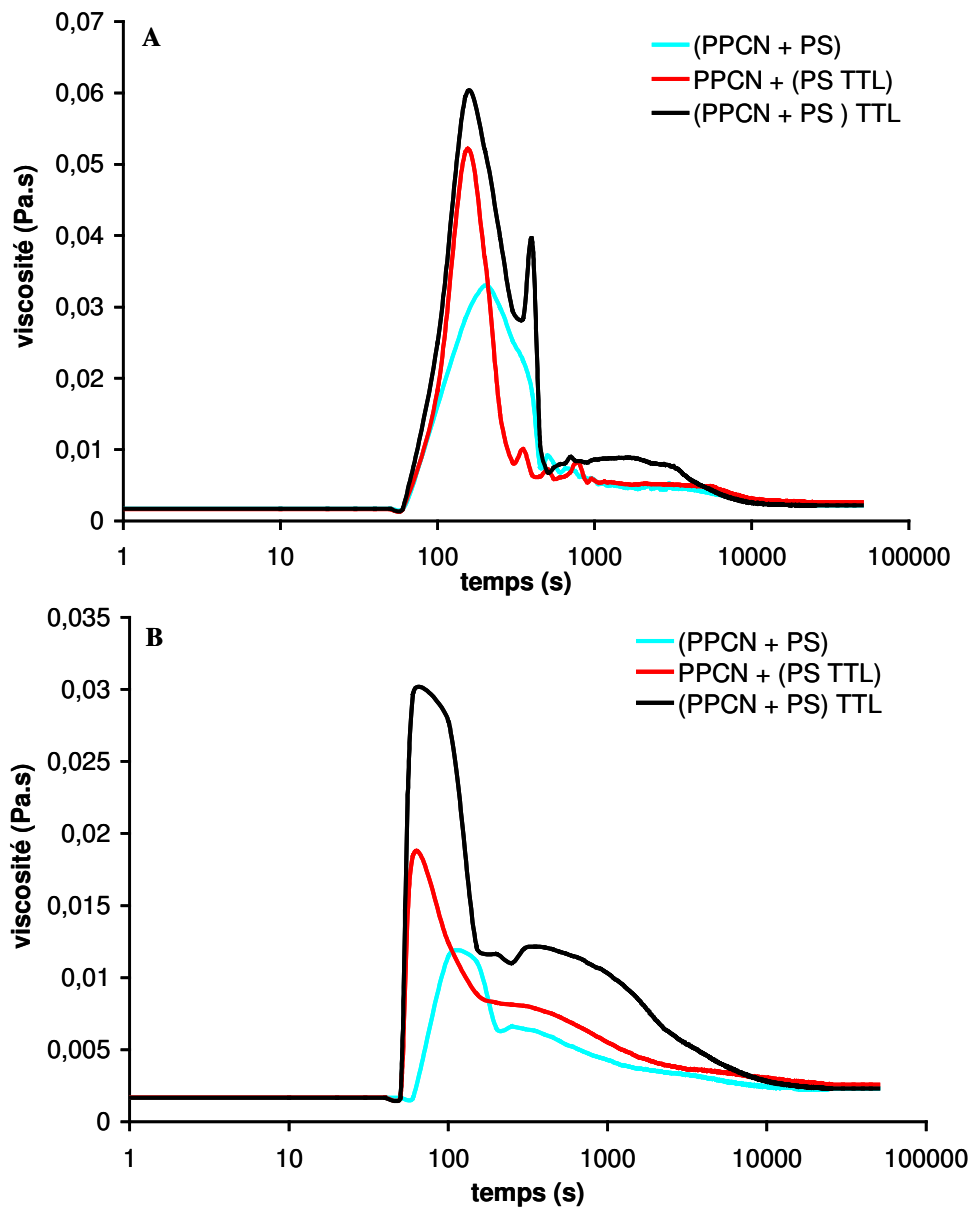 A
0,07
(PPCN + PS)
PPCN + (PS TTL)
(PPCN + PS ) TTL
0,06
0,05
0,04
0,03
0,02
0,01
0
viscosité (Pa.s)
1 10 100 1000 10000 100000
temps (s)
B
0,035
(PPCN + PS)
PPCN + (PS TTL)
(PPCN + PS) TTL
0,03
0,025
0,02
0,015
0,01
0,005
0
viscosité (Pa.s)
1 10 100 1000 10000 100000
temps (s)